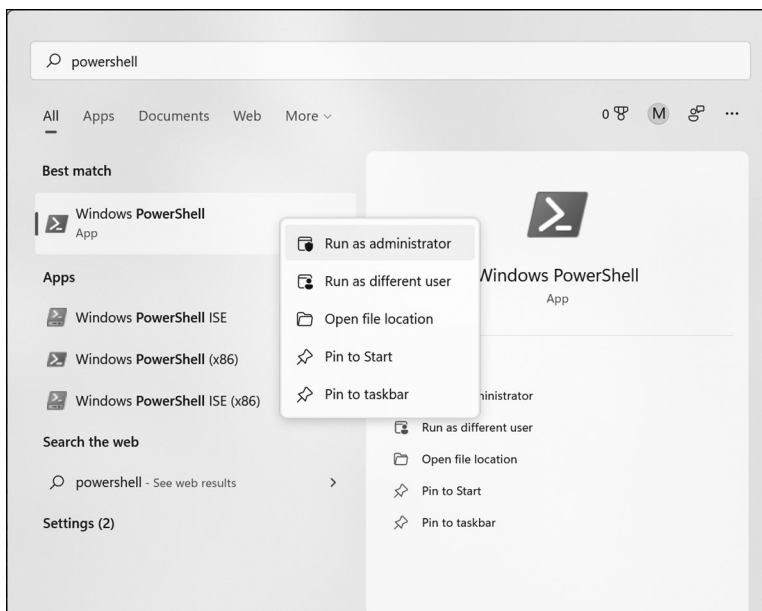 powershell
All Apps Documents Web More
0 M ...
Best match
Windows PowerShell
App
Apps
Windows PowerShell ISE
Windows PowerShell (x86)
Windows PowerShell ISE (x86)
Search the web
powershell - See web results
Settings (2)
Run as administrator
Run as different user
Open file location
Pin to Start
Pin to taskbar
Windows PowerShell
App
Run as different user
Open file location
Pin to Start
Pin to taskbar